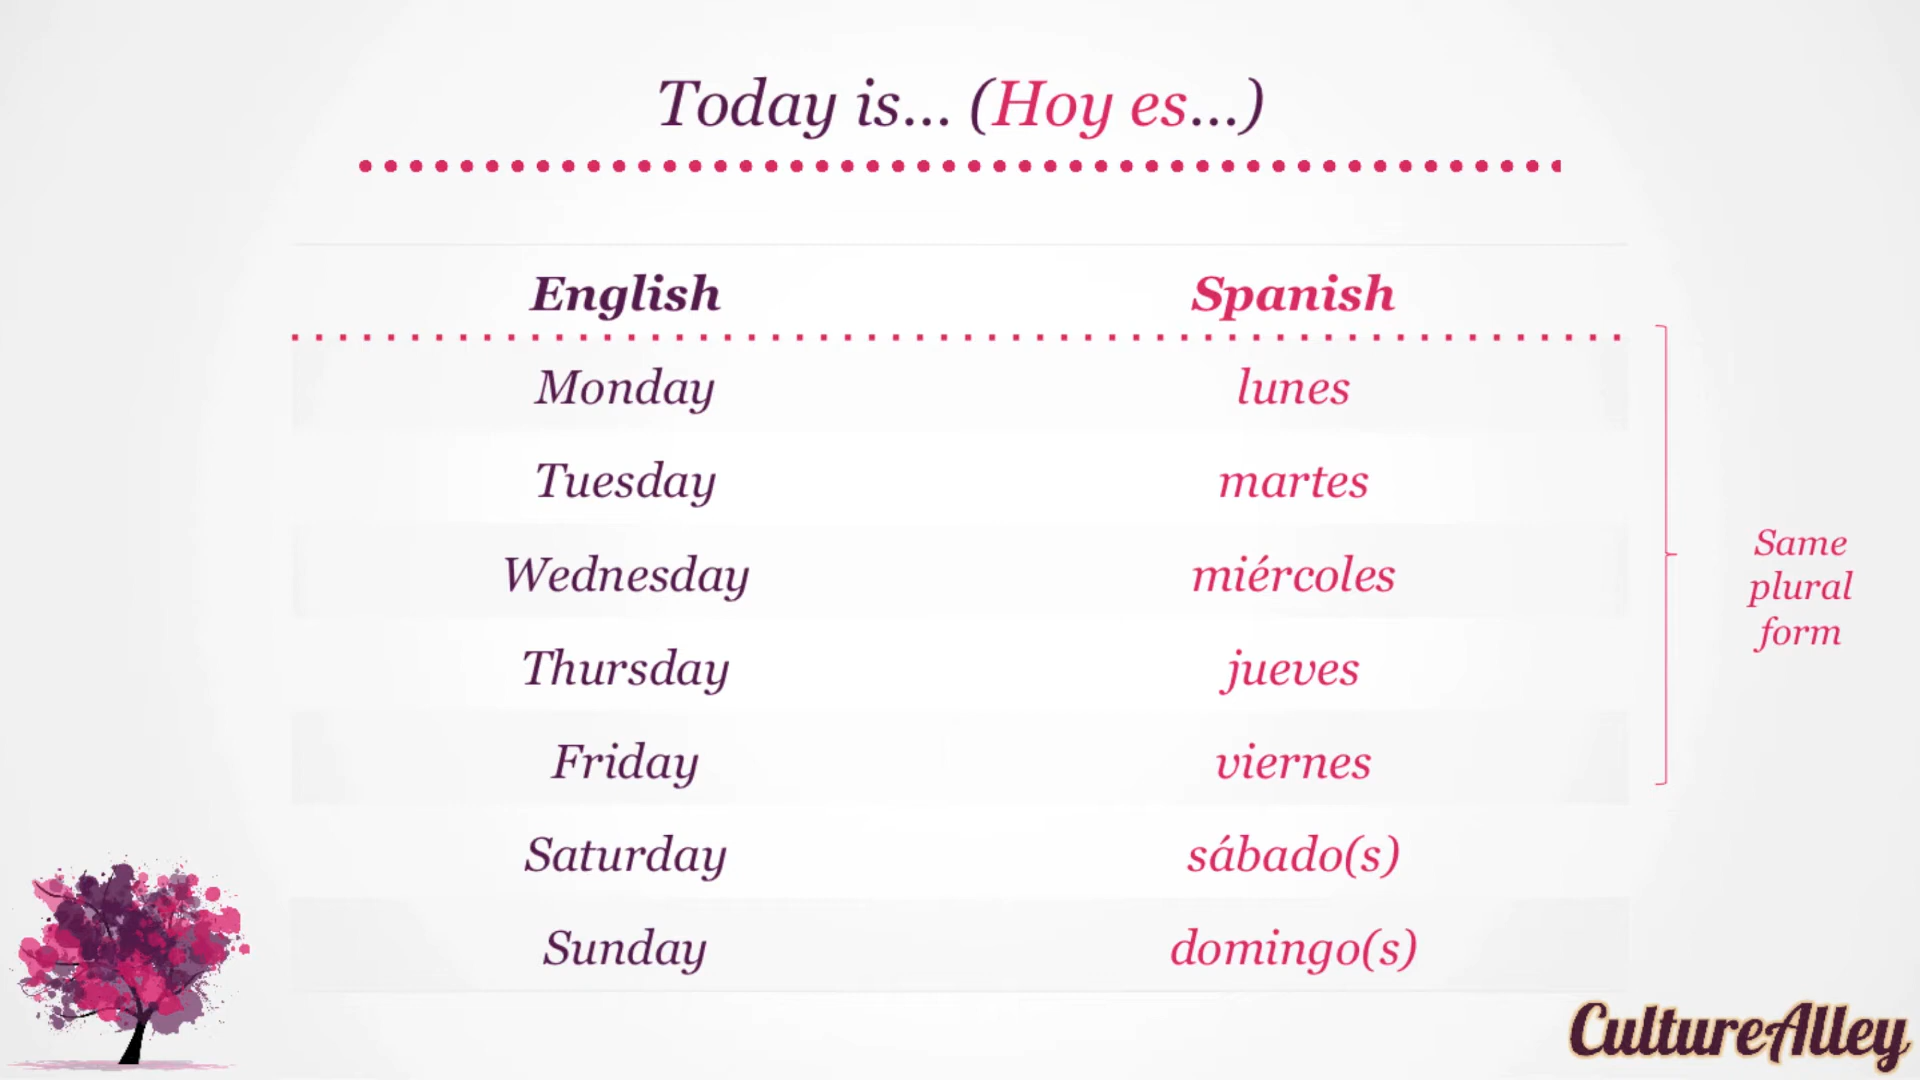 Today is... (Hoy es...)
English Spanish
Monday lunes
Tuesday martes
Wednesday miércoles
Thursday jueves
Friday viernes
Saturday sábado(s)
Sunday domingo(s)
Same
plural
form
CultureAlley